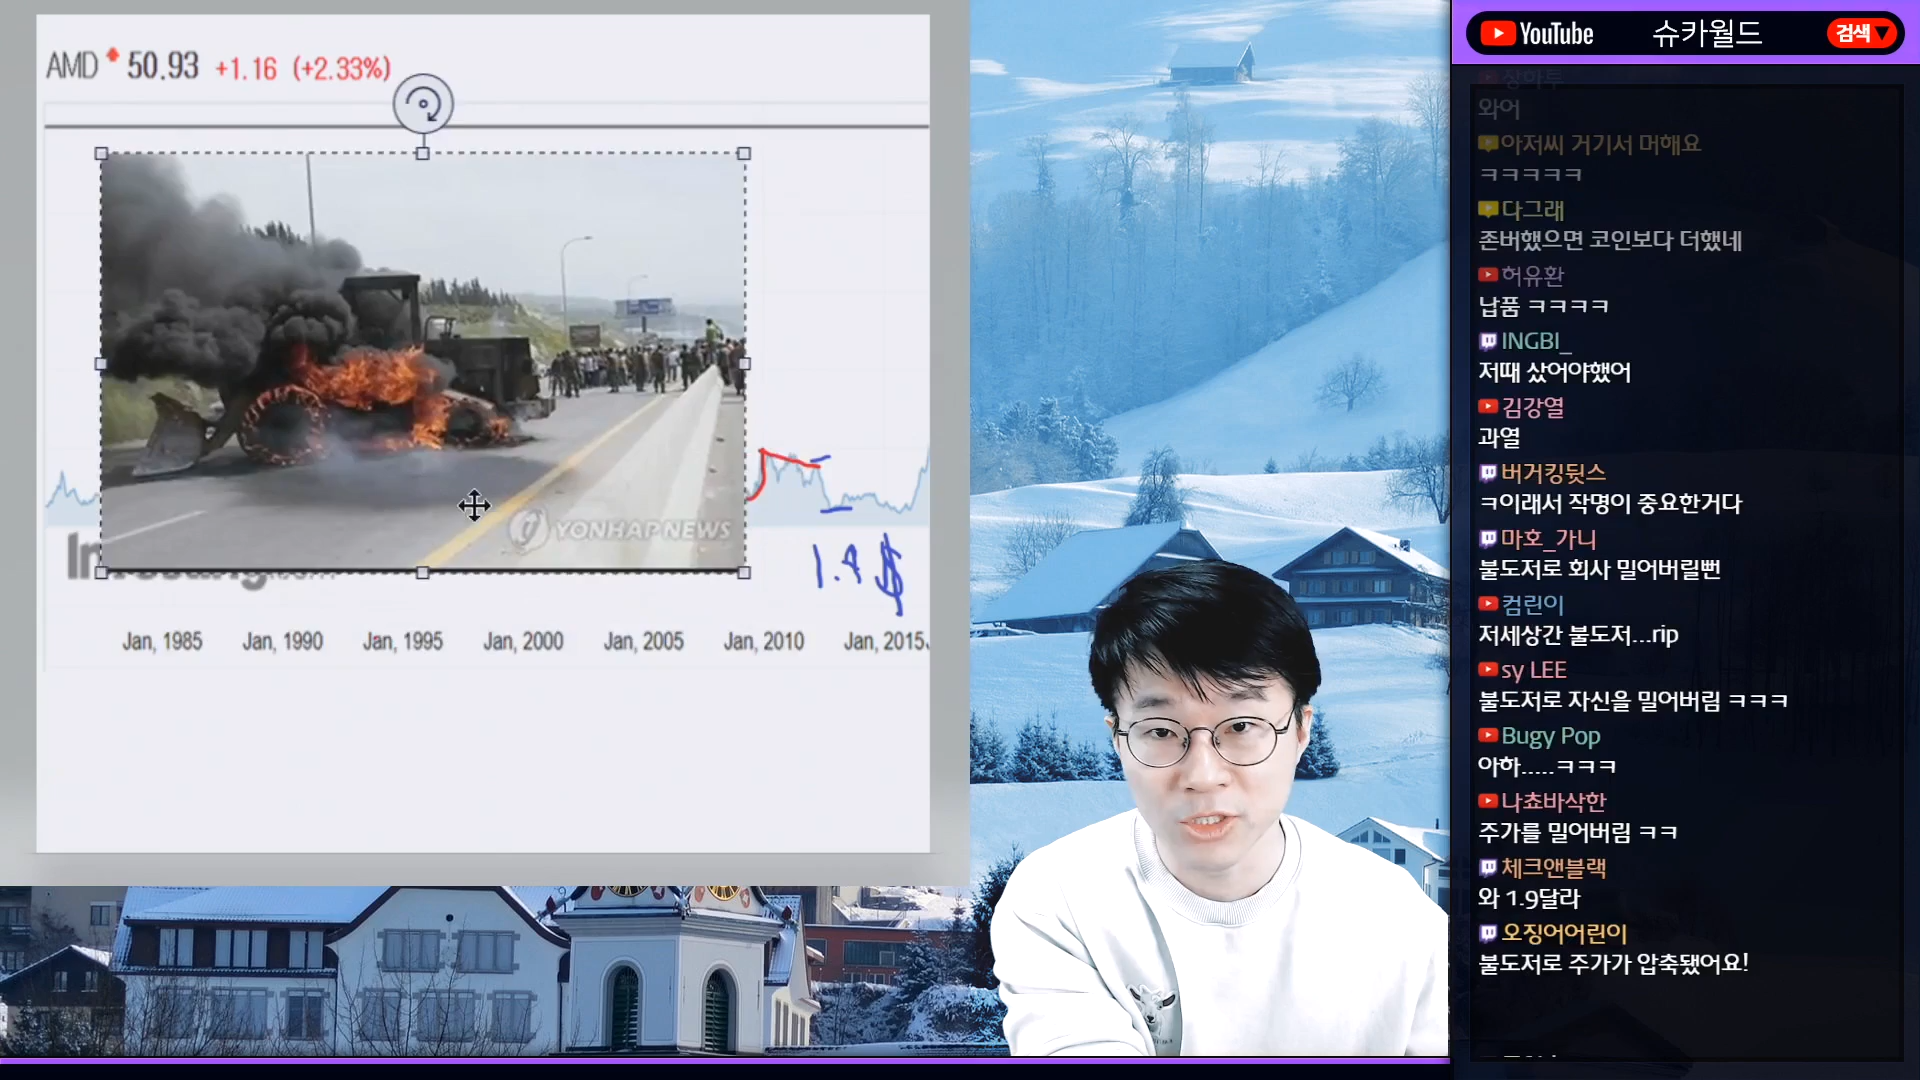 AMD 50.93 +1.16 (+2.33%)
YONHAP NEWS
1.9 $
Jan, 1985 Jan, 1990 Jan, 1995 Jan, 2000 Jan, 2005 Jan, 2010 Jan, 2015
YouTube 슈카월드 검색▼
와어
아저씨 거기서 머해요
ㅋㅋㅋㅋㅋ
다그래
존버했으면 코인보다 더했네
허유환
납품 ㅋㅋㅋㅋ
INGBI_
저때 샀어야했어
김강열
과열
버거킹뒷스
ㅋ이래서 작명이 중요한거다
마호_가니
불도저로 회사 밀어버릴뻔
컴린이
저세상간 불도저...rip
sy LEE
불도저로 자신을 밀어버림 ㅋㅋㅋ
Bugy Pop
아하.....ㅋㅋㅋ
나쵸바삭한
주가를 밀어버림 ㅋㅋ
체크앤블랙
와 1.9달라
오징어어린이
불도저로 주가가 압축됐어요!